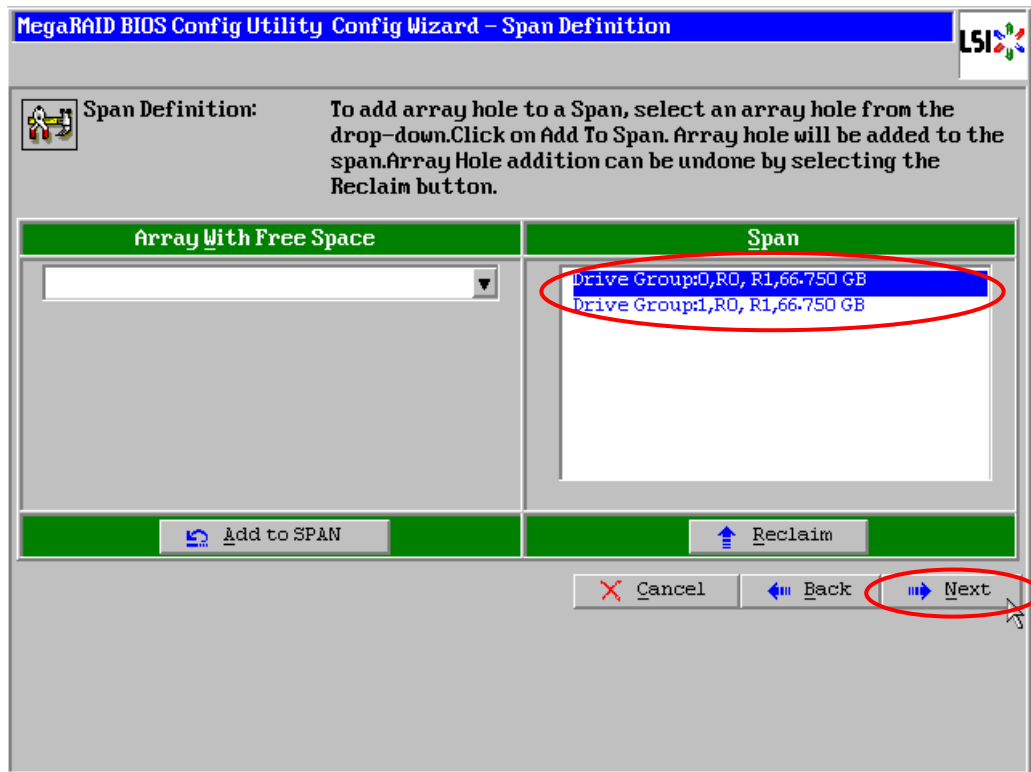 MegaRAID BIOS Config Utility Config Wizard - Span Definition
LSI
Span Definition:
To add array hole to a Span, select an array hole from the
drop-down.Click on Add To Span. Array hole will be added to the
span.Array Hole addition can be undone by selecting the
Reclaim button.
Array With Free Space
Span
Drive Group:0,R0, R1,66.750 GB
Drive Group:1,R0, R1,66.750 GB
Add to SPAN
Reclaim
Cancel
Back
Next